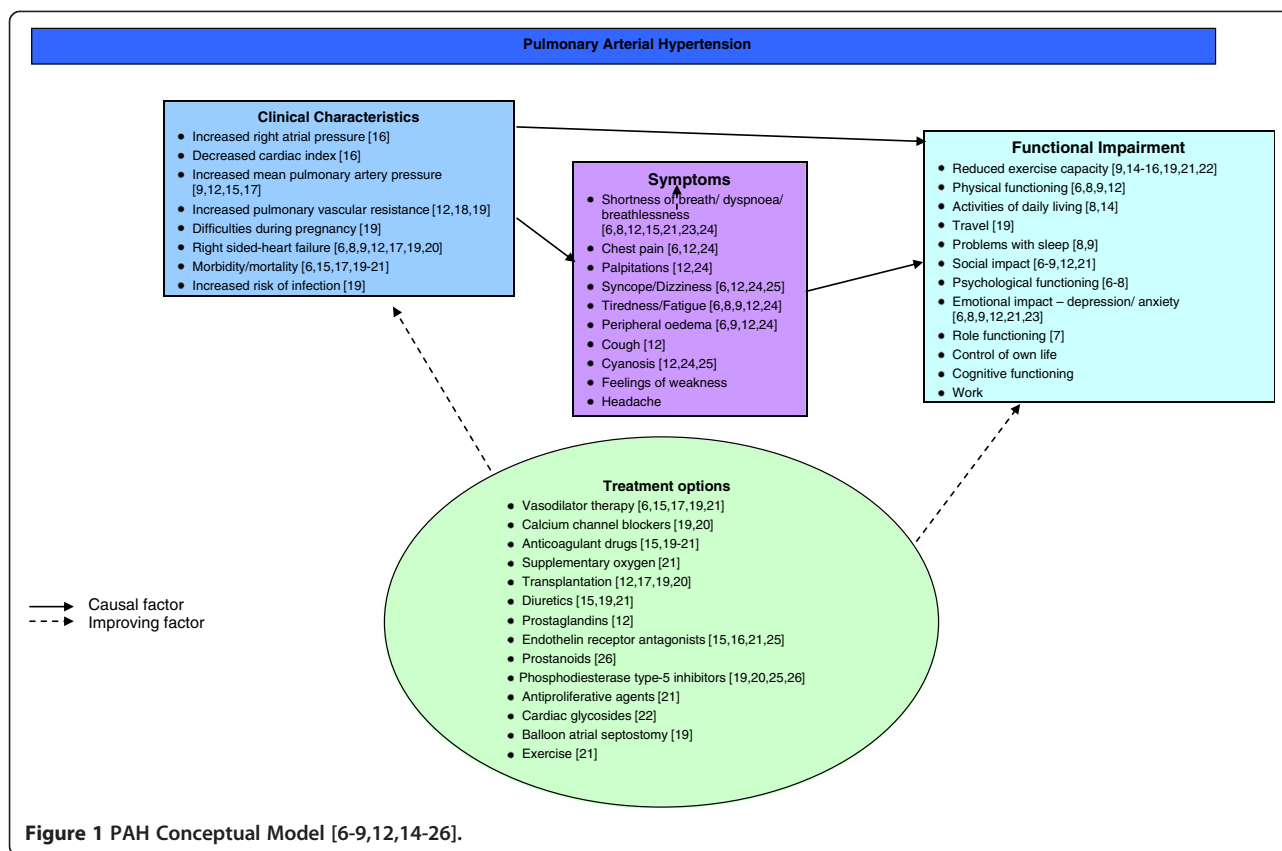 Pulmonary Arterial Hypertension
Clinical Characteristics
• Increased right atrial pressure [16]
• Decreased cardiac index [16]
• Increased mean pulmonary artery pressure
[9,12,15,17]
• Increased pulmonary vascular resistance [12,18,19]
• Difficulties during pregnancy [19]
• Right sided-heart failure [6,8,9,12,17,19,20]
• Morbidity/mortality [6,15,17,19-21]
• Increased risk of infection [19]
Symptoms
• Shortness of breath/ dyspnoea/
breathlessness
[6,8,12,15,21,23,24]
• Chest pain [6,12,24]
• Palpitations [12,24]
• Syncope/Dizziness [6,12,24,25]
• Tiredness/Fatigue [6,8,9,12,24]
• Peripheral oedema [6,9,12,24]
• Cough [12]
• Cyanosis [12,24,25]
• Feelings of weakness
• Headache
Functional Impairment
• Reduced exercise capacity [9,14-16,19,21,22]
• Physical functioning [6,8,9,12]
• Activities of daily living [8,14]
• Travel [19]
• Problems with sleep [8,9]
• Social impact [6-9,12,21]
• Psychological functioning [6-8]
• Emotional impact – depression/ anxiety
[6,8,9,12,21,23]
• Role functioning [7]
• Control of own life
• Cognitive functioning
• Work
Treatment options
• Vasodilator therapy [6,15,17,19,21]
• Calcium channel blockers [19,20]
• Anticoagulant drugs [15,19-21]
• Supplementary oxygen [21]
• Transplantation [12,17,19,20]
• Diuretics [15,19,21]
• Prostaglandins [12]
• Endothelin receptor antagonists [15,16,21,25]
• Prostanoids [26]
• Phosphodiesterase type-5 inhibitors [19,20,25,26]
• Antiproliferative agents [21]
• Cardiac glycosides [22]
• Balloon atrial septostomy [19]
• Exercise [21]
Causal factor
Improving factor
Figure 1 PAH Conceptual Model [6-9,12,14-26].